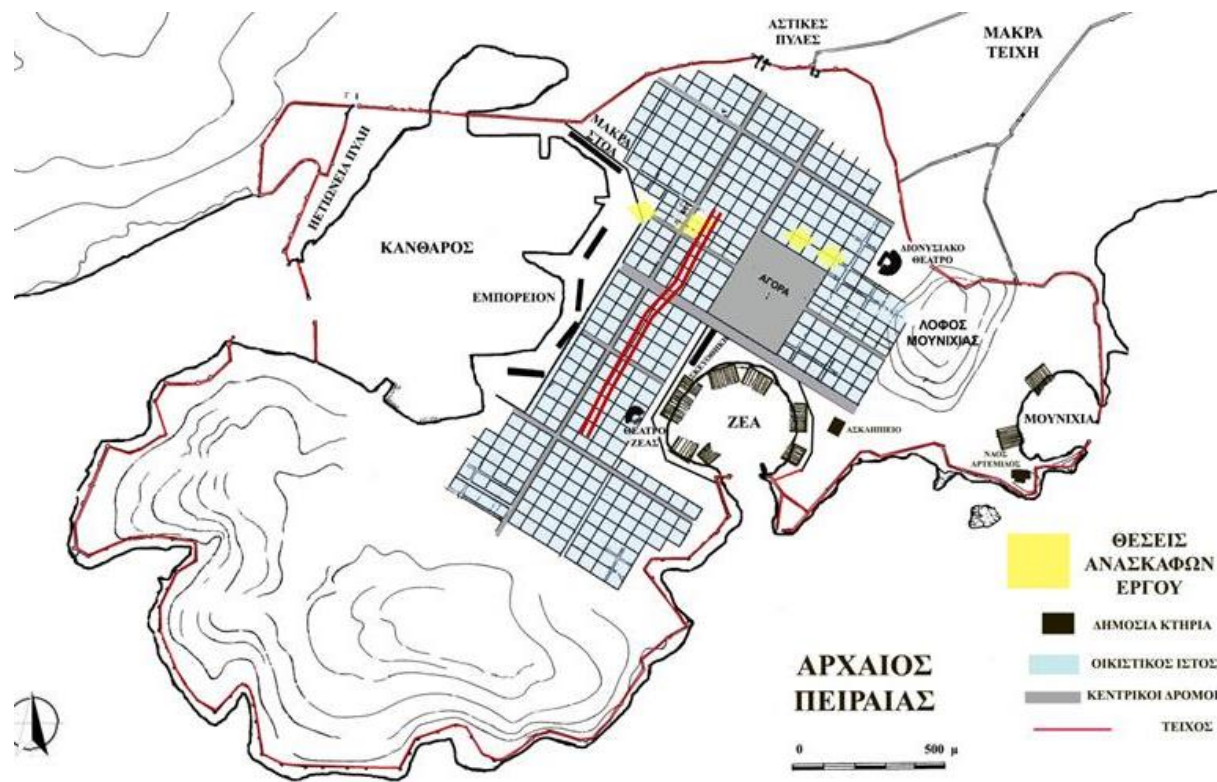 ΑΣΤΙΚΕΣ
ΠΥΛΕΣ
ΜΑΚΡΑ
ΤΕΙΧΗ
ΜΑΚΡΑ
ΣΤΟΑ
ΗΕΤΙΩΝΕΙΑ ΠΥΛΗ
ΚΑΝΘΑΡΟΣ
ΔΙΟΝΥΣΙΑΚΟ
ΘΕΑΤΡΟ
ΕΜΠΟΡΕΙΟΝ
ΑΓΟΡΑ
ΛΟΦΟΣ
ΜΟΥΝΙΧΙΑΣ
ΣΚΕΥΟΘΗΚΗ
ΘΕΑΤΡΟ
ΖΕΑΣ
ΖΕΑ
ΑΣΚΛΗΠΙΕΙΟ
ΜΟΥΝΙΧΙΑ
ΝΑΟΣ
ΑΡΤΕΜΙΔΟΣ
ΘΕΣΕΙΣ
ΑΝΑΣΚΑΦΩΝ
ΕΡΓΟΥ
ΔΗΜΟΣΙΑ ΚΤΗΡΙΑ
ΟΙΚΙΣΤΙΚΟΣ ΙΣΤΟΣ
ΚΕΝΤΡΙΚΟΙ ΔΡΟΜΟΙ
ΤΕΙΧΟΣ
ΑΡΧΑΙΟΣ
ΠΕΙΡΑΙΑΣ
0 500 μ